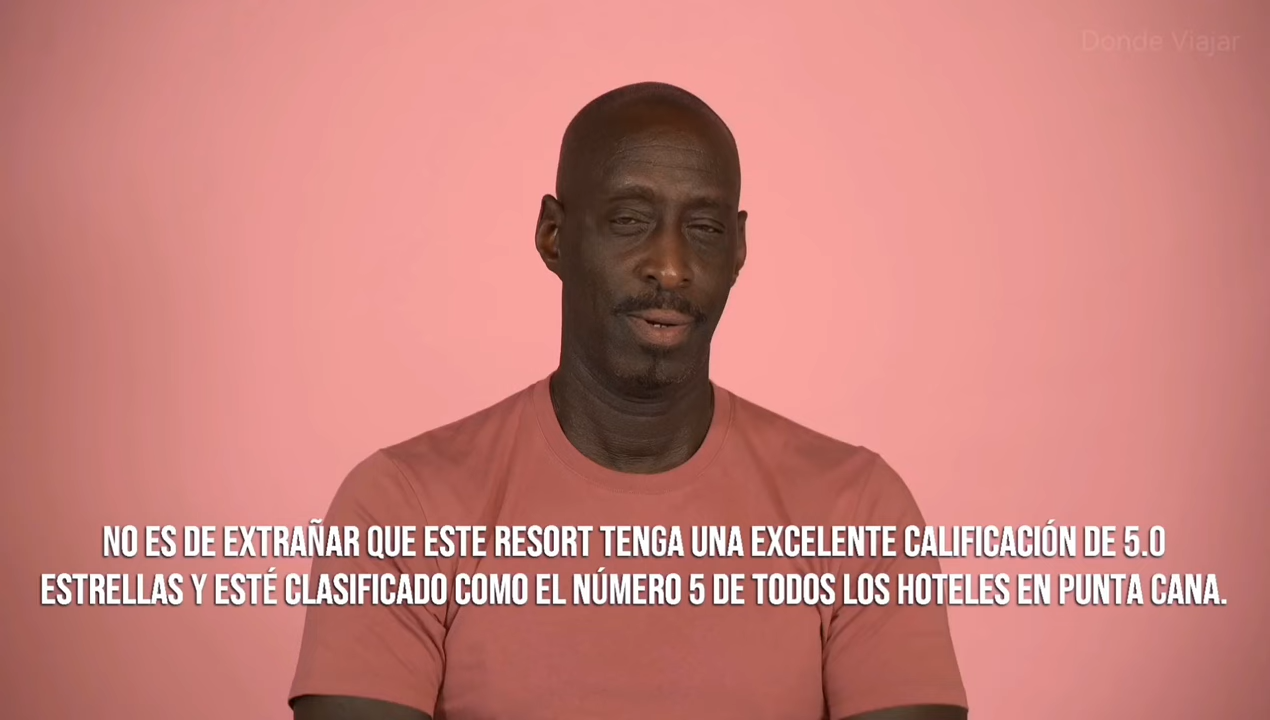 Donde Viajar
NO ES DE EXTRAÑAR QUE ESTE RESORT TENGA UNA EXCELENTE CALIFICACIÓN DE 5.0
ESTRELLAS Y ESTÉ CLASIFICADO COMO EL NÚMERO 5 DE TODOS LOS HOTELES EN PUNTA CANA.